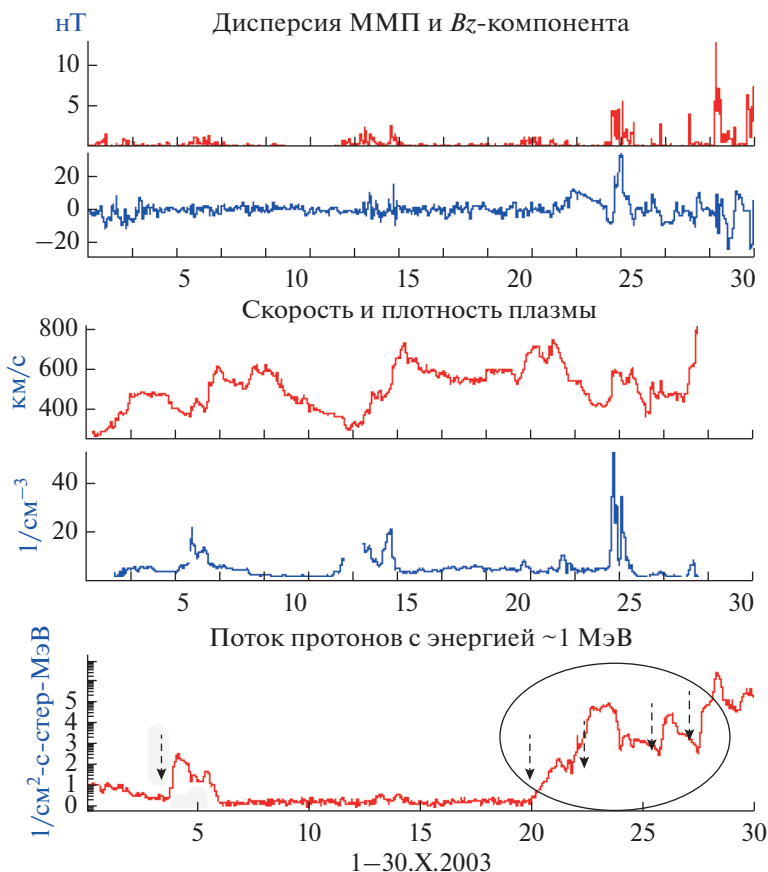 нТ
Дисперсия ММП и Bz-компонента
10
5
20
0
−20
5 10 15 20 25 30
Скорость и плотность плазмы
800
600
400
км/с
40
20
1/см⁻³
5 10 15 20 25 30
Поток протонов с энергией ~1 МэВ
5
4
3
2
1
0
1/см²-с-стер-МэВ
5 10 15 20 25 30
1−30.X.2003